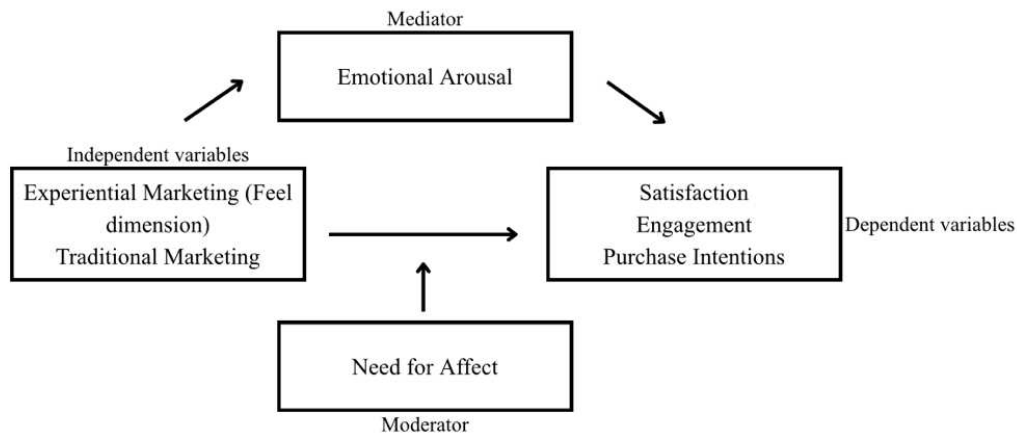 Mediator
Emotional Arousal
Independent variables
Experiential Marketing (Feel
dimension)
Traditional Marketing
Satisfaction
Engagement
Purchase Intentions
Dependent variables
Need for Affect
Moderator